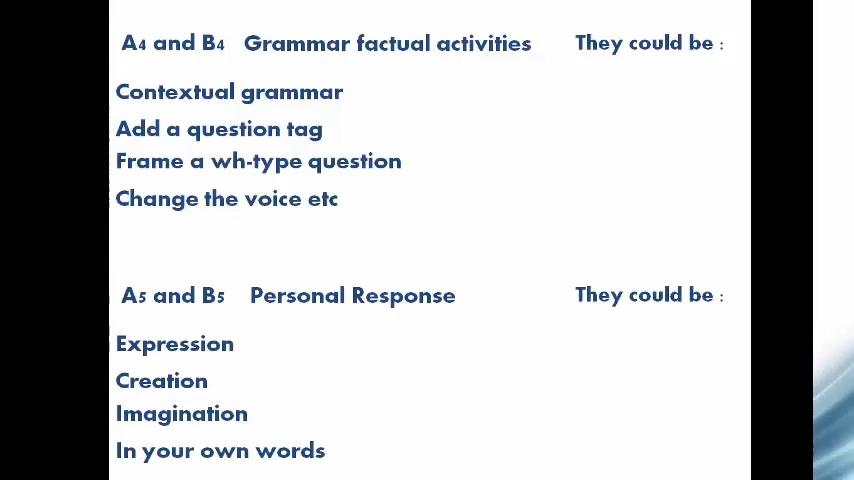 A4 and B4 Grammar factual activities They could be :
Contextual grammar
Add a question tag
Frame a wh-type question
Change the voice etc
A5 and B5 Personal Response They could be :
Expression
Creation
Imagination
In your own words